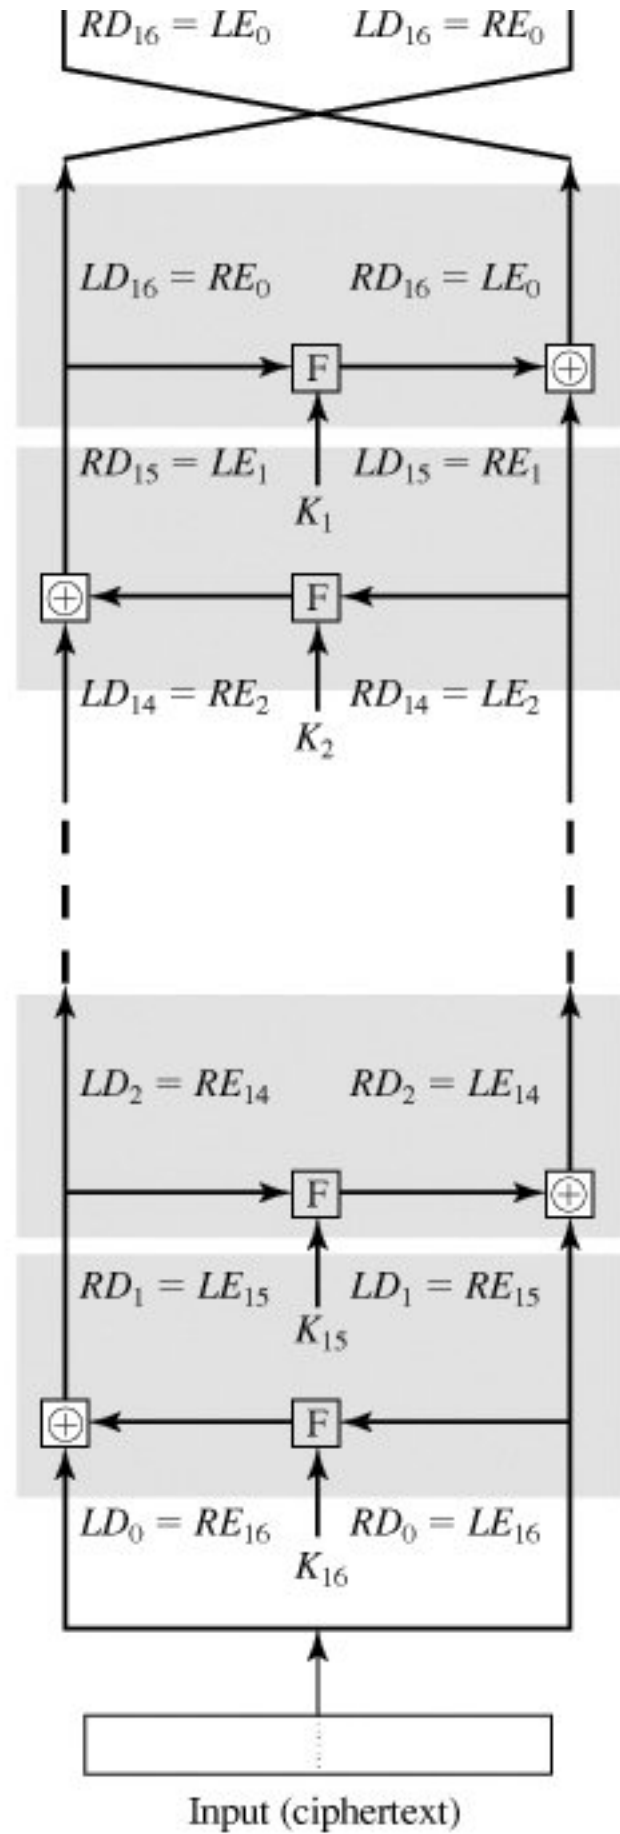 RD₁₆ = LE₀ LD₁₆ = RE₀
LD₁₆ = RE₀ RD₁₆ = LE₀
F ⊕
RD₁₅ = LE₁ LD₁₅ = RE₁
K₁
⊕ F
LD₁₄ = RE₂ RD₁₄ = LE₂
K₂
LD₂ = RE₁₄ RD₂ = LE₁₄
F ⊕
RD₁ = LE₁₅ LD₁ = RE₁₅
K₁₅
⊕ F
LD₀ = RE₁₆ RD₀ = LE₁₆
K₁₆
Input (ciphertext)